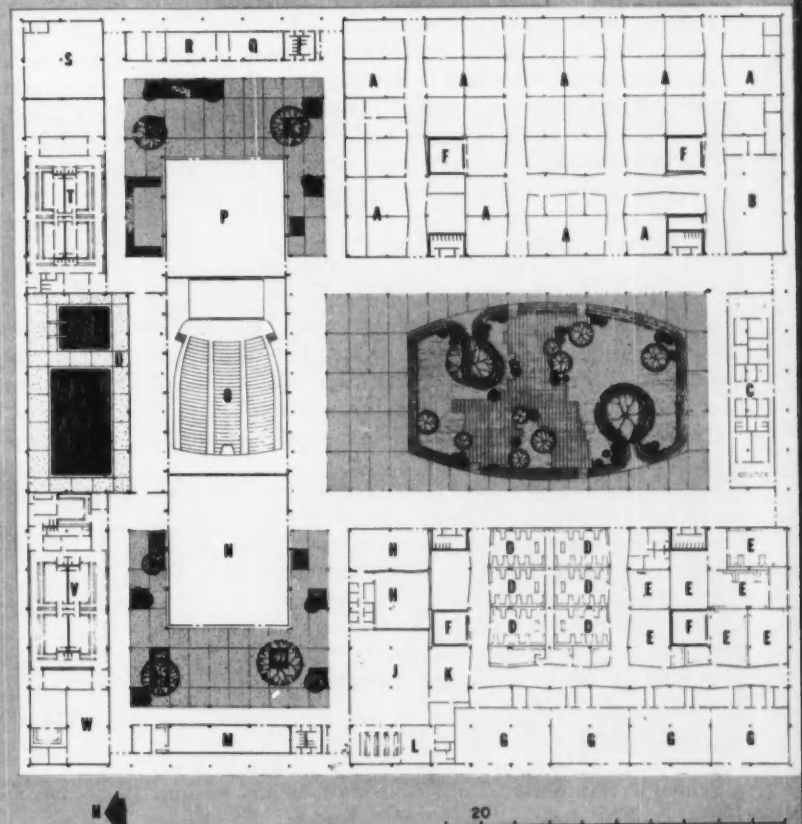 R Q
S
A A A A A
F F
T B
P A A A A A
O C
H D D E
N
V H D D E E E
F D D E F E E
J K
W M L G G G G
N 20